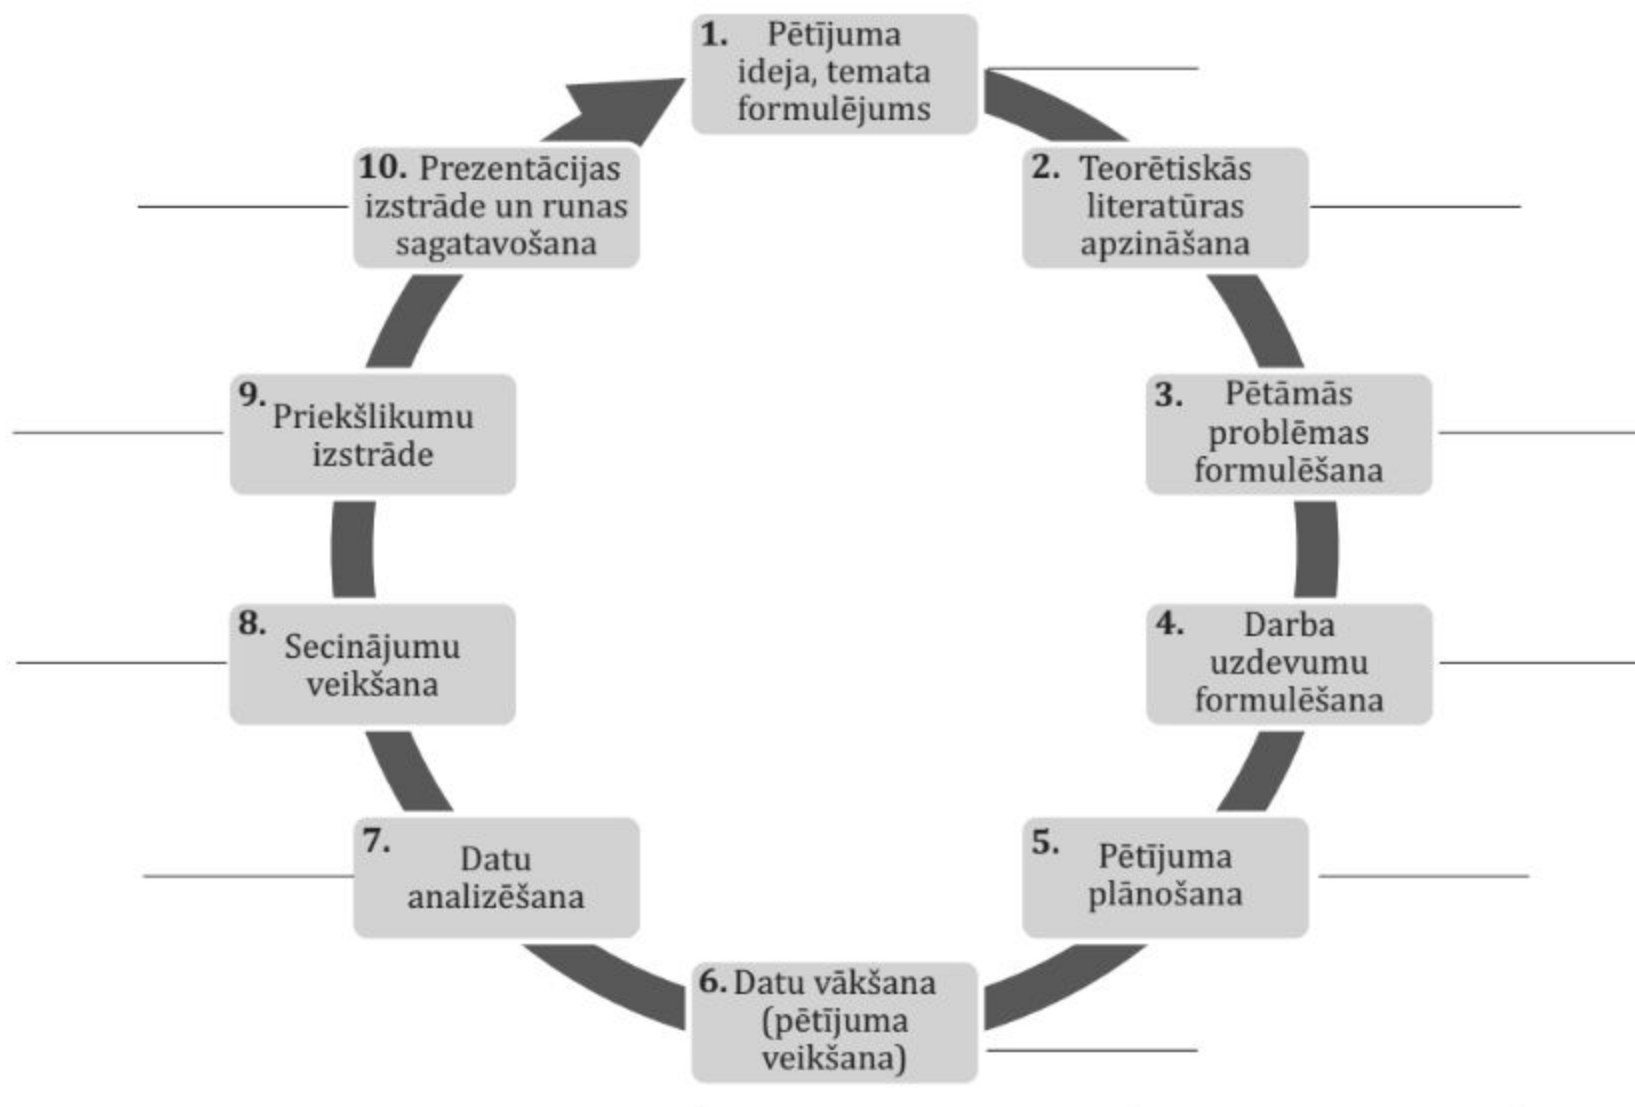 1. Pētījuma
ideja, temata
formulējums
2. Teorētiskās
literatūras
apzināšana
3. Pētāmās
problēmas
formulēšana
4. Darba
uzdevumu
formulēšana
5. Pētījuma
plānošana
6. Datu vākšana
(pētījuma
veikšana)
7. Datu
analizēšana
8. Secinājumu
veikšana
9. Priekšlikumu
izstrāde
10. Prezentācijas
izstrāde un runas
sagatavošana